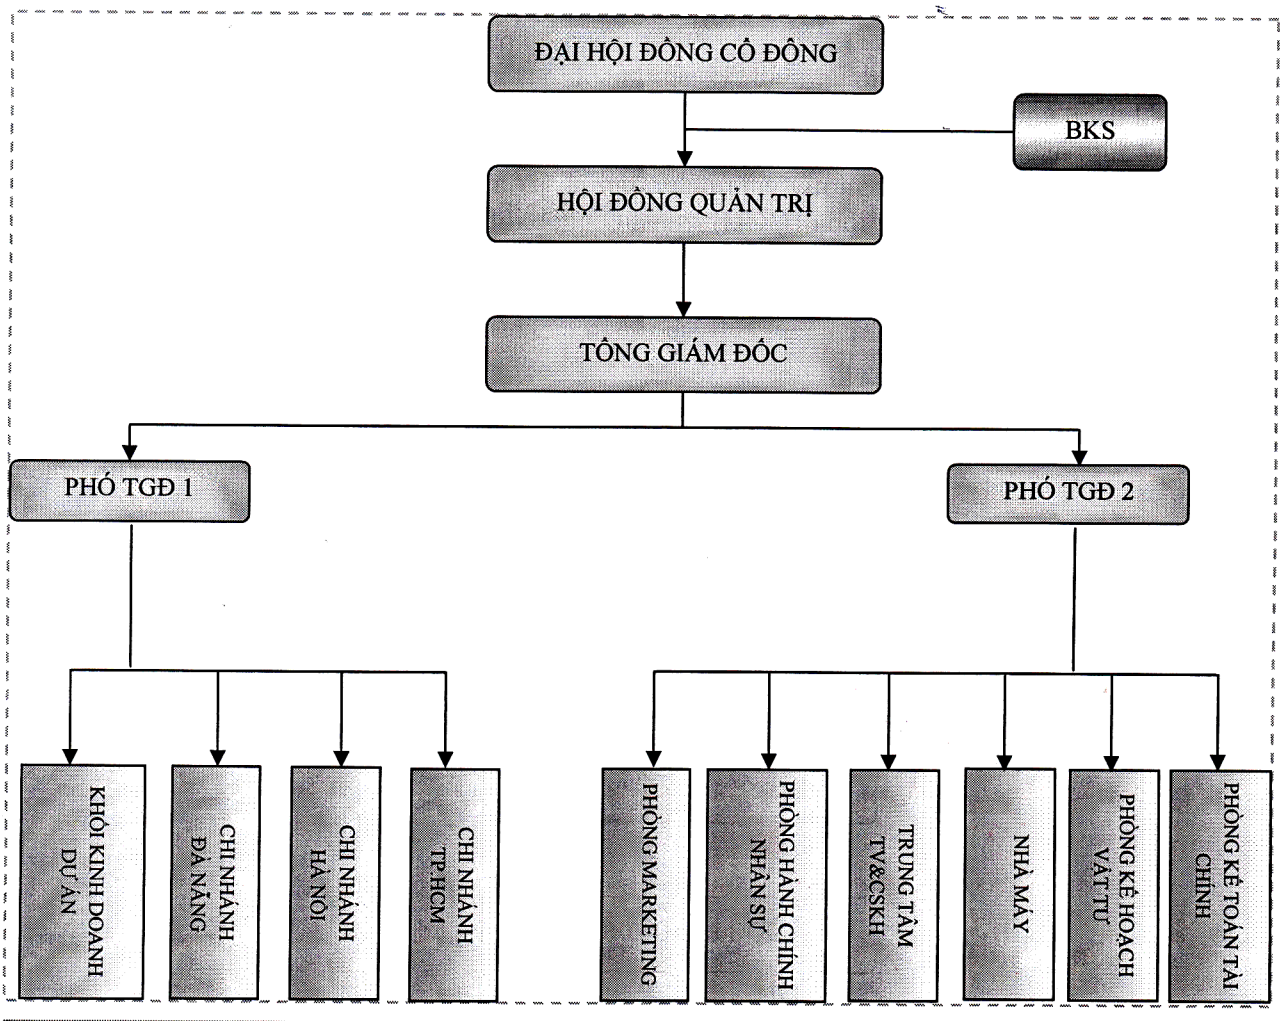 ĐẠI HỘI ĐỒNG CỔ ĐÔNG
BKS
HỘI ĐỒNG QUẢN TRỊ
TỔNG GIÁM ĐỐC
PHÓ TGĐ 1
PHÓ TGĐ 2
KHỐI KINH DOANH
DỰ ÁN
CHI NHÁNH
ĐÀ NẴNG
CHI NHÁNH
HÀ NỘI
CHI NHÁNH
TP.HCM
PHÒNG MARKETING
PHÒNG HÀNH CHÍNH
NHÂN SỰ
TRUNG TÂM
TV&CSKH
NHÀ MÁY
PHÒNG KẾ HOẠCH
VẬT TƯ
PHÒNG KẾ TOÁN TÀI
CHÍNH